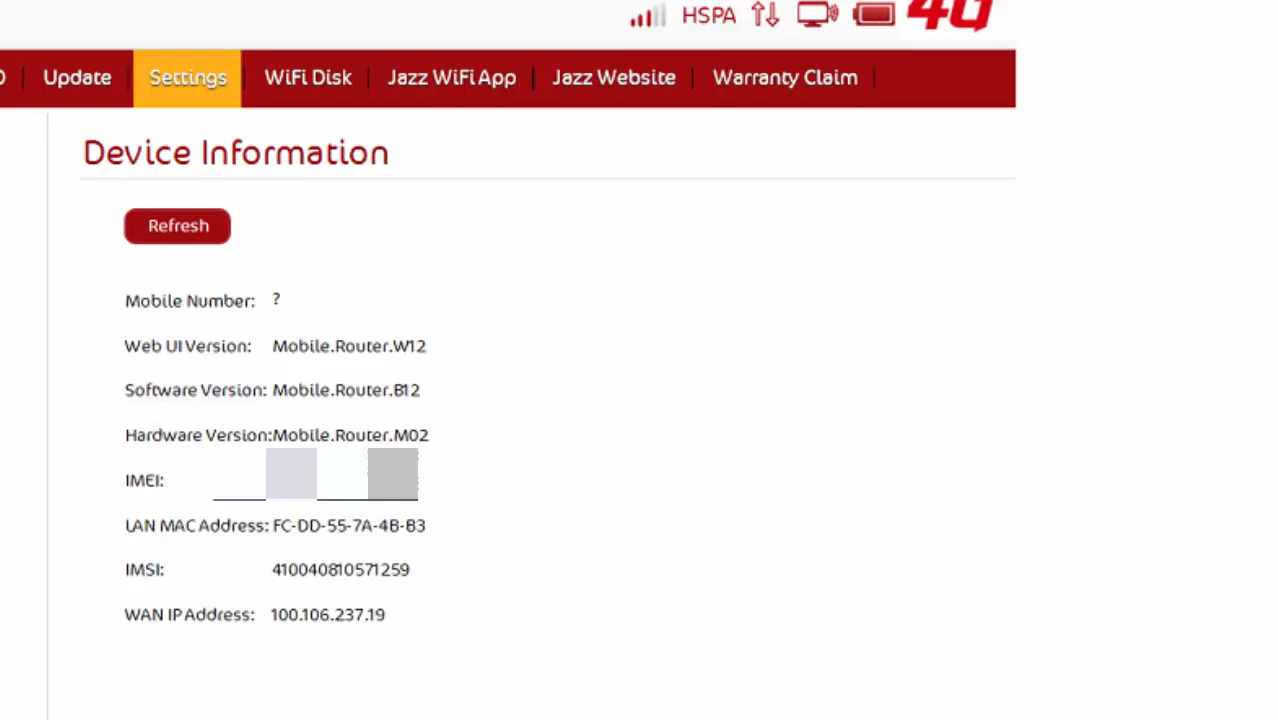 HSPA
4G
Update Settings WiFi Disk Jazz WiFi App Jazz Website Warranty Claim
Device Information
Refresh
Mobile Number: ?
Web UI Version: Mobile.Router.W12
Software Version: Mobile.Router.B12
Hardware Version:Mobile.Router.M02
IMEI:
LAN MAC Address: FC-DD-55-7A-4B-B3
IMSI: 410040810571259
WAN IP Address: 100.106.237.19